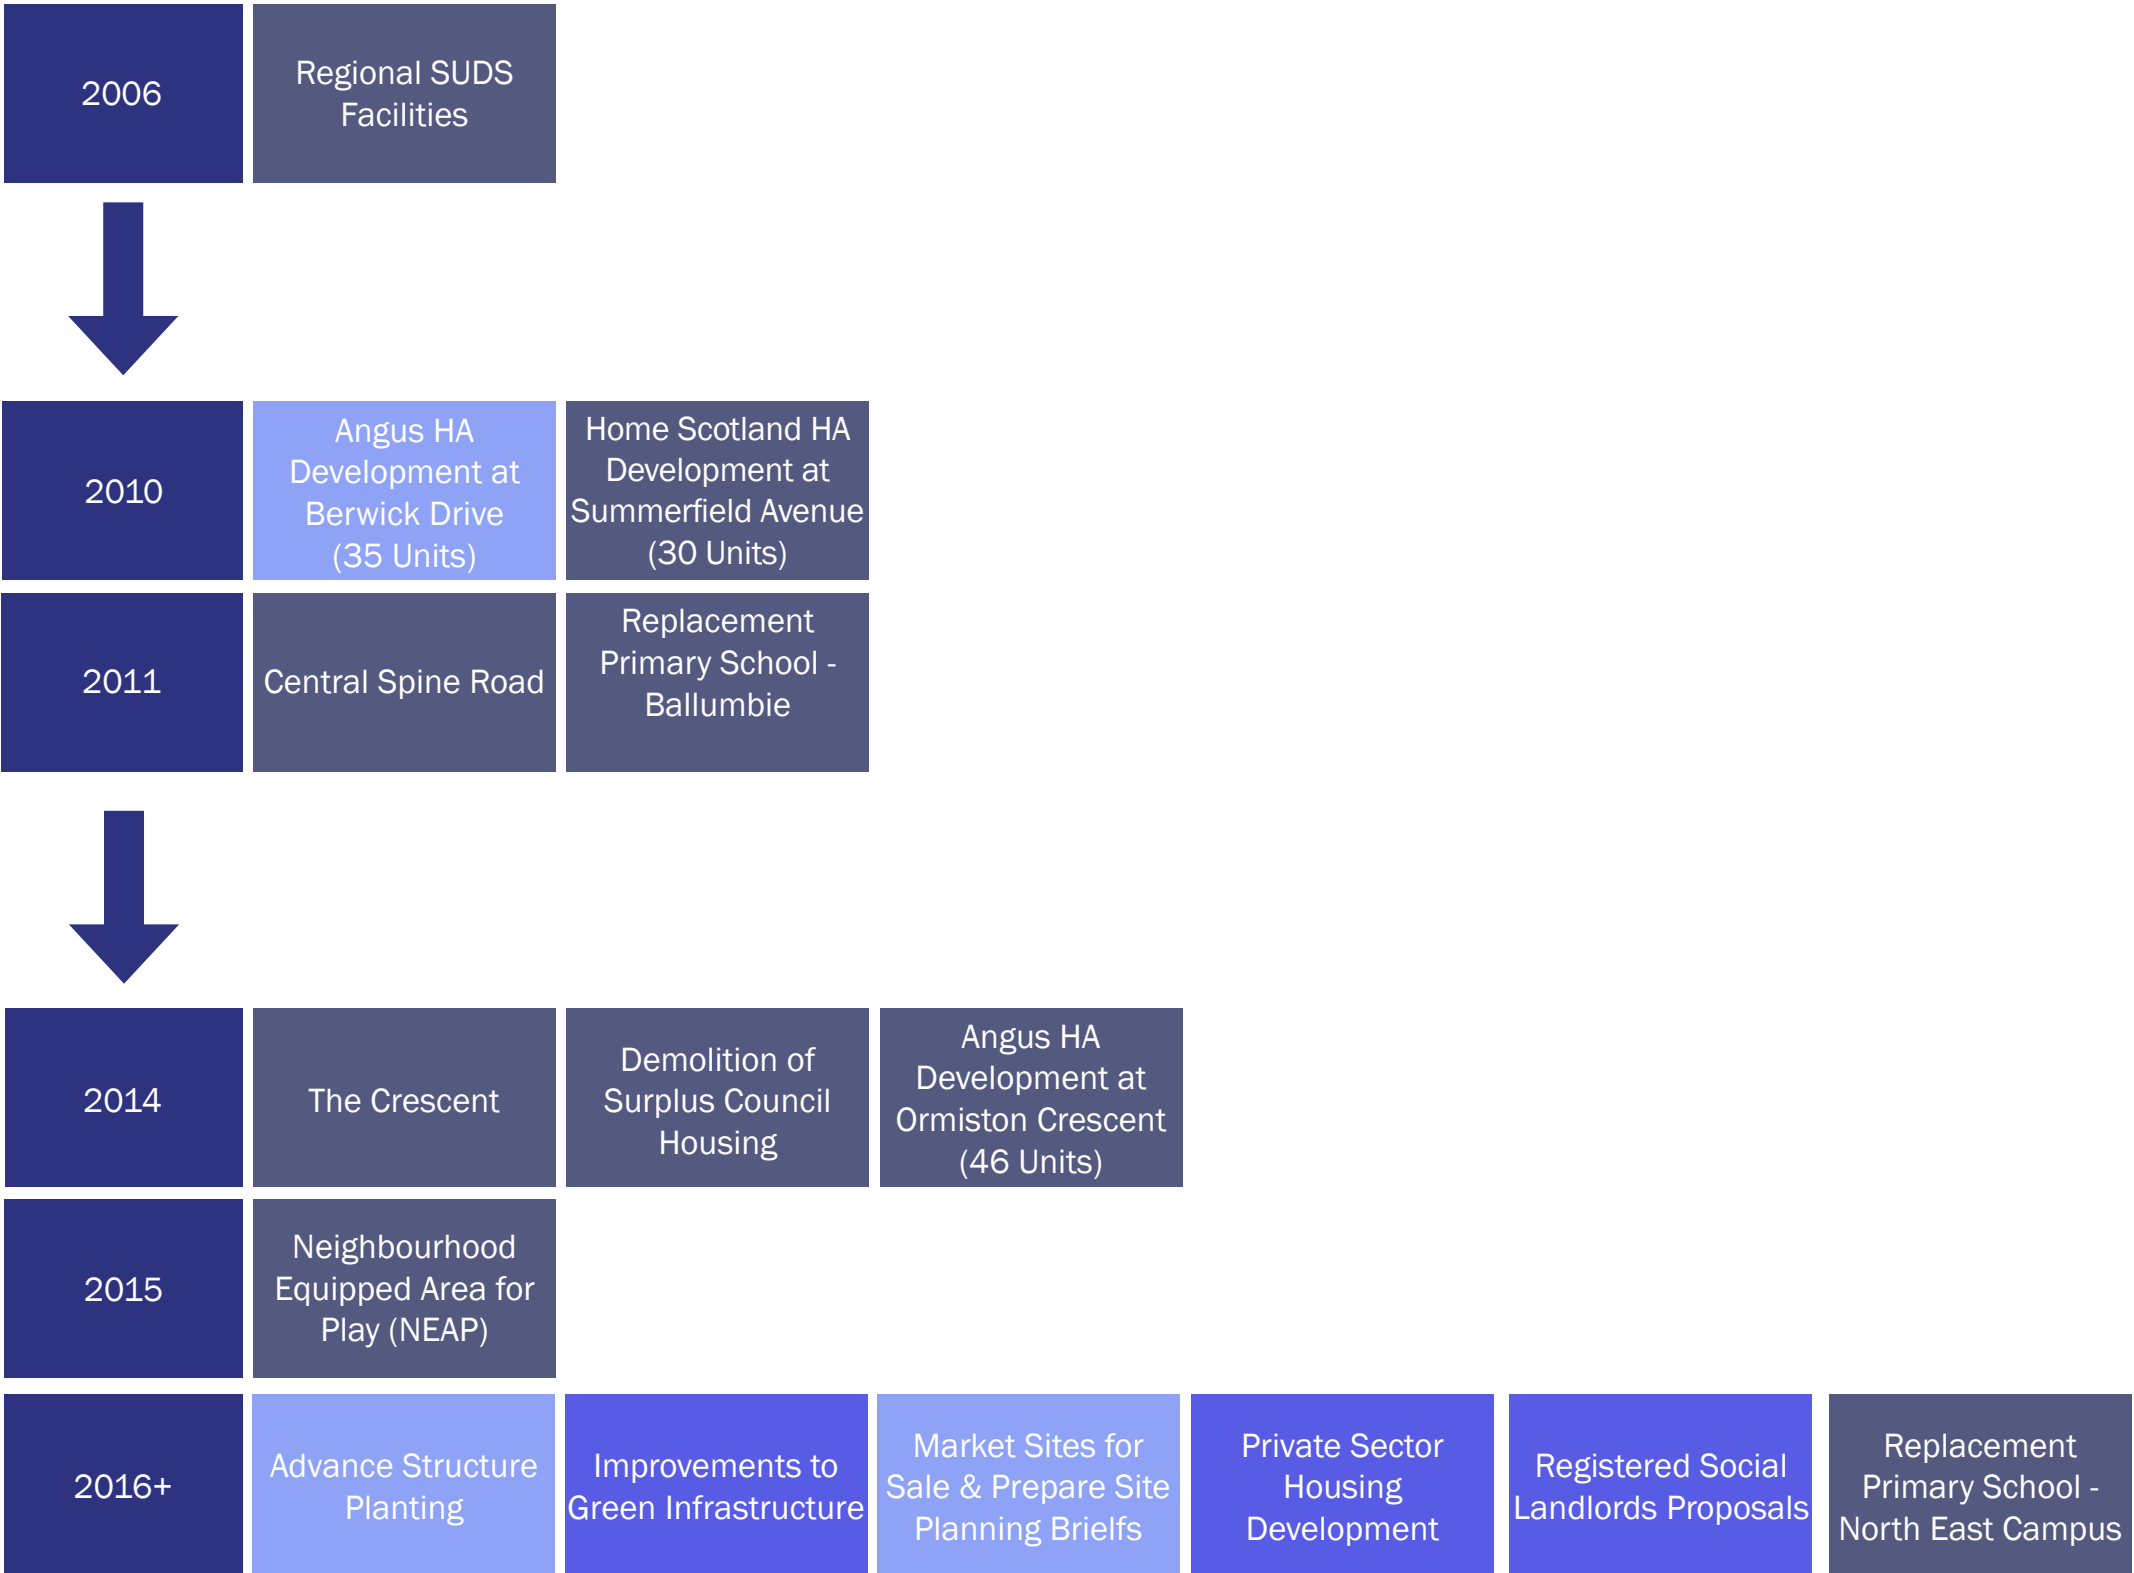 2006
Regional SUDS
Facilities
2010
Angus HA
Development at
Berwick Drive
(35 Units)
Home Scotland HA
Development at
Summerfield Avenue
(30 Units)
2011
Central Spine Road
Replacement
Primary School -
Ballumbie
2014
The Crescent
Demolition of
Surplus Council
Housing
Angus HA
Development at
Ormiston Crescent
(46 Units)
2015
Neighbourhood
Equipped Area for
Play (NEAP)
2016+
Advance Structure
Planting
Improvements to
Green Infrastructure
Market Sites for
Sale & Prepare Site
Planning Brielfs
Private Sector
Housing
Development
Registered Social
Landlords Proposals
Replacement
Primary School -
North East Campus